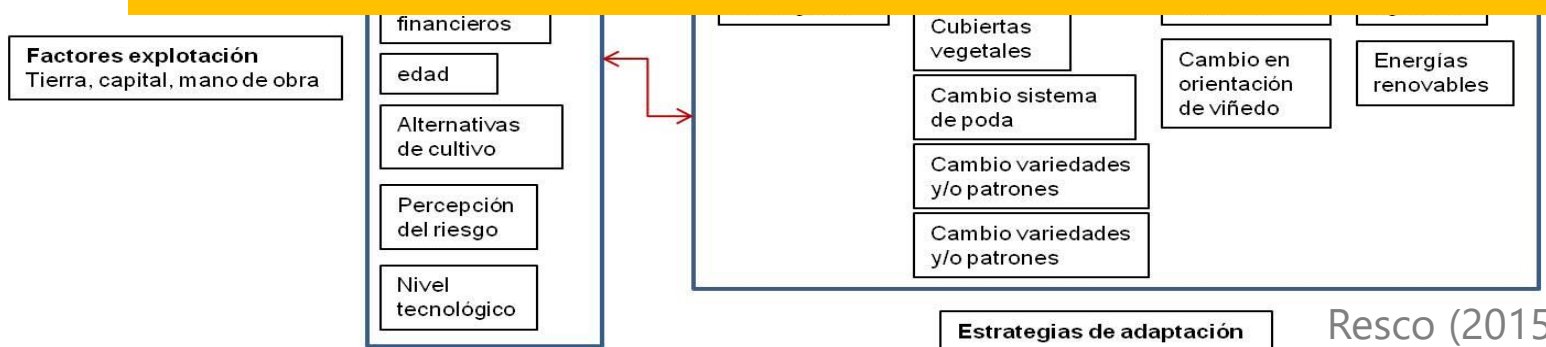 Factores explotación
Tierra, capital, mano de obra
financieros
edad
Alternativas
de cultivo
Percepción
del riesgo
Nivel
tecnológico
Cubiertas
vegetales
Cambio sistema
de poda
Cambio variedades
y/o patrones
Cambio variedades
y/o patrones
Cambio en
orientación
de viñedo
Energías
renovables
Estrategias de adaptación
Resco (2015